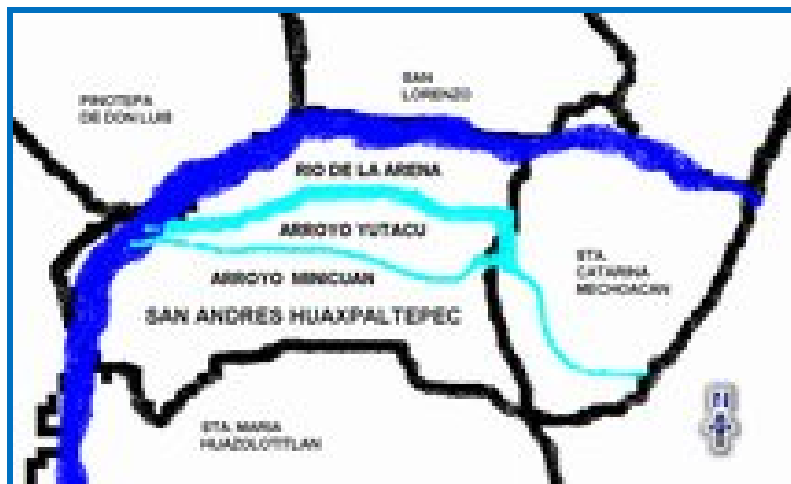 SAN
LORENZO
PINOTEPA
DE DON LUIS
RIO DE LA ARENA
ARROYO YUTACU
STA.
CATARINA
MECHOACAN
ARROYO MINICUAN
SAN ANDRES HUAXPALTEPEC
STA. MARIA
HUAZOLOTITLAN
N